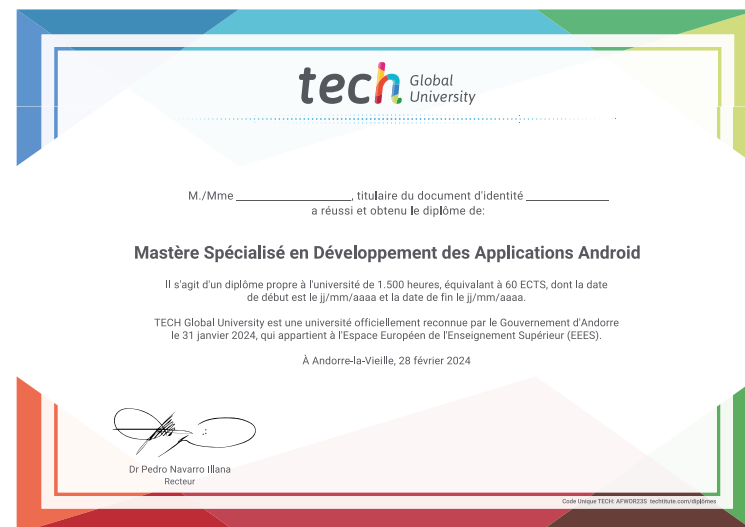 tech Global
University
M./Mme ____________________, titulaire du document d'identité ______________
a réussi et obtenu le diplôme de:
Mastère Spécialisé en Développement des Applications Android
Il s'agit d'un diplôme propre à l'université de 1.500 heures, équivalant à 60 ECTS, dont la date
de début est le jj/mm/aaaa et la date de fin le jj/mm/aaaa.
TECH Global University est une université officiellement reconnue par le Gouvernement d'Andorre
le 31 janvier 2024, qui appartient à l'Espace Européen de l'Enseignement Supérieur (EEES).
À Andorre-la-Vieille, 28 février 2024
Dr Pedro Navarro Illana
Recteur
Code Unique TECH: AFWOR23S techtitute.com/diplômes